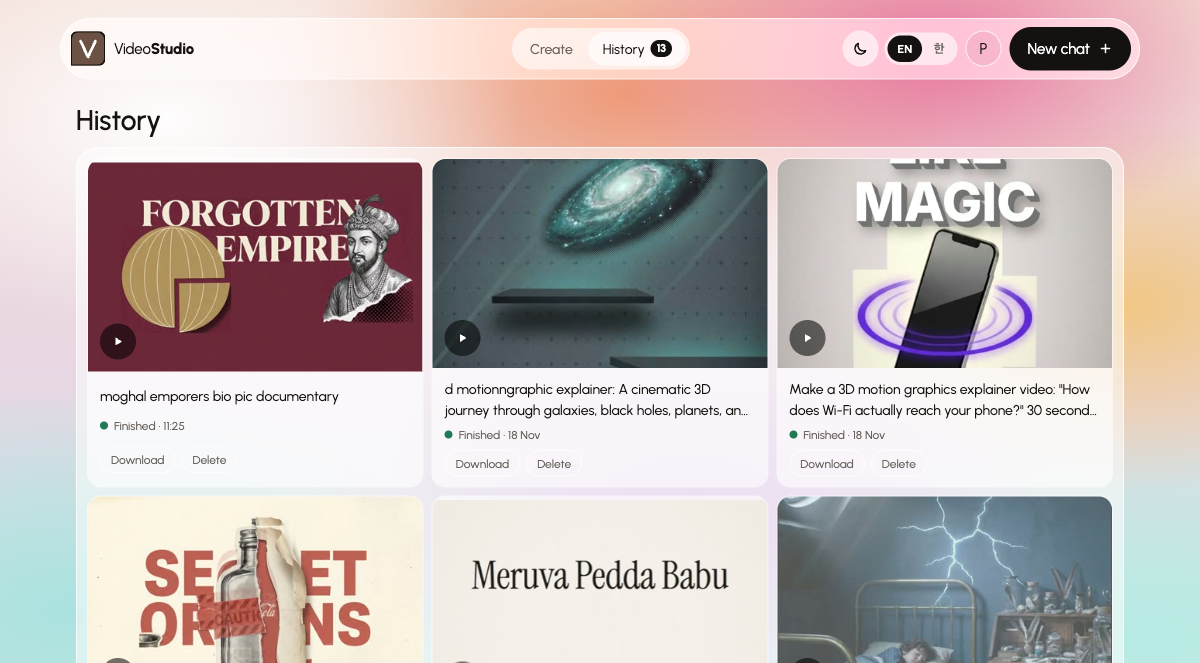 VideoStudio
Create
History 13
EN
한
P
New chat +
History
FORGOTTEN
EMPIRE
MAGIC
moghal emporers bio pic documentary
Finished · 11:25
Download
Delete
d motionngraphic explainer: A cinematic 3D
journey through galaxies, black holes, planets, an...
Finished · 18 Nov
Download
Delete
Make a 3D motion graphics explainer video: "How
does Wi-Fi actually reach your phone?" 30 second...
Finished · 18 Nov
Download
Delete
Meruva Pedda Babu